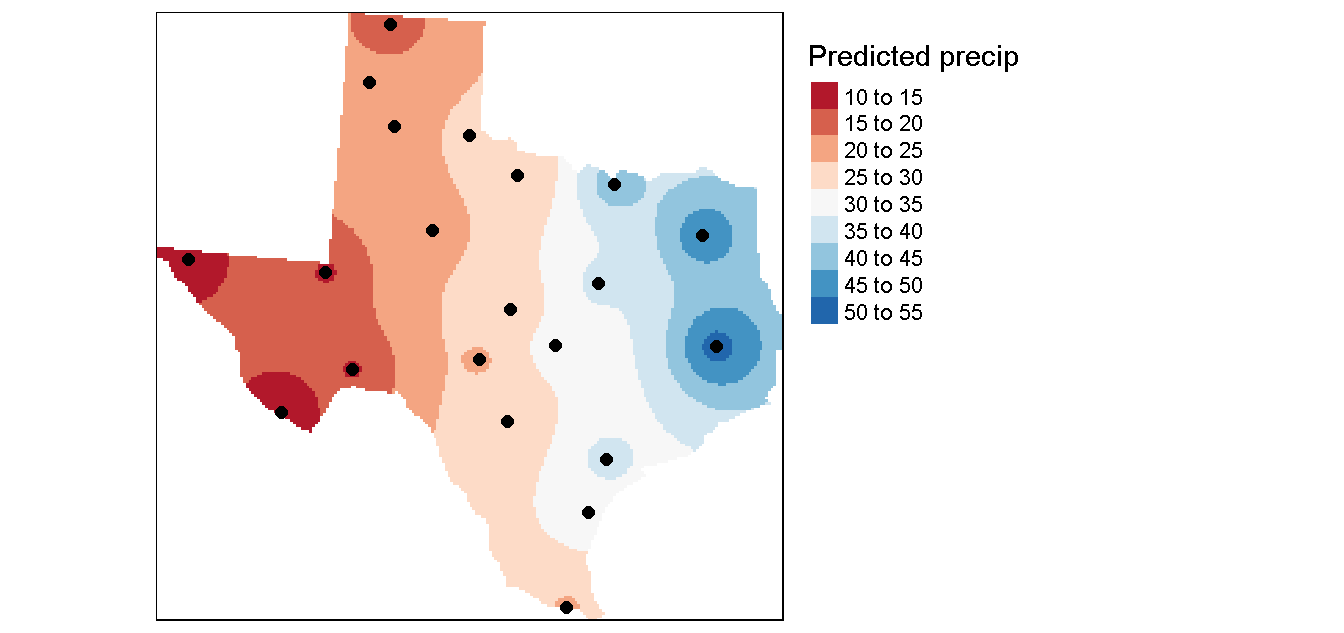 Predicted precip
10 to 15
15 to 20
20 to 25
25 to 30
30 to 35
35 to 40
40 to 45
45 to 50
50 to 55